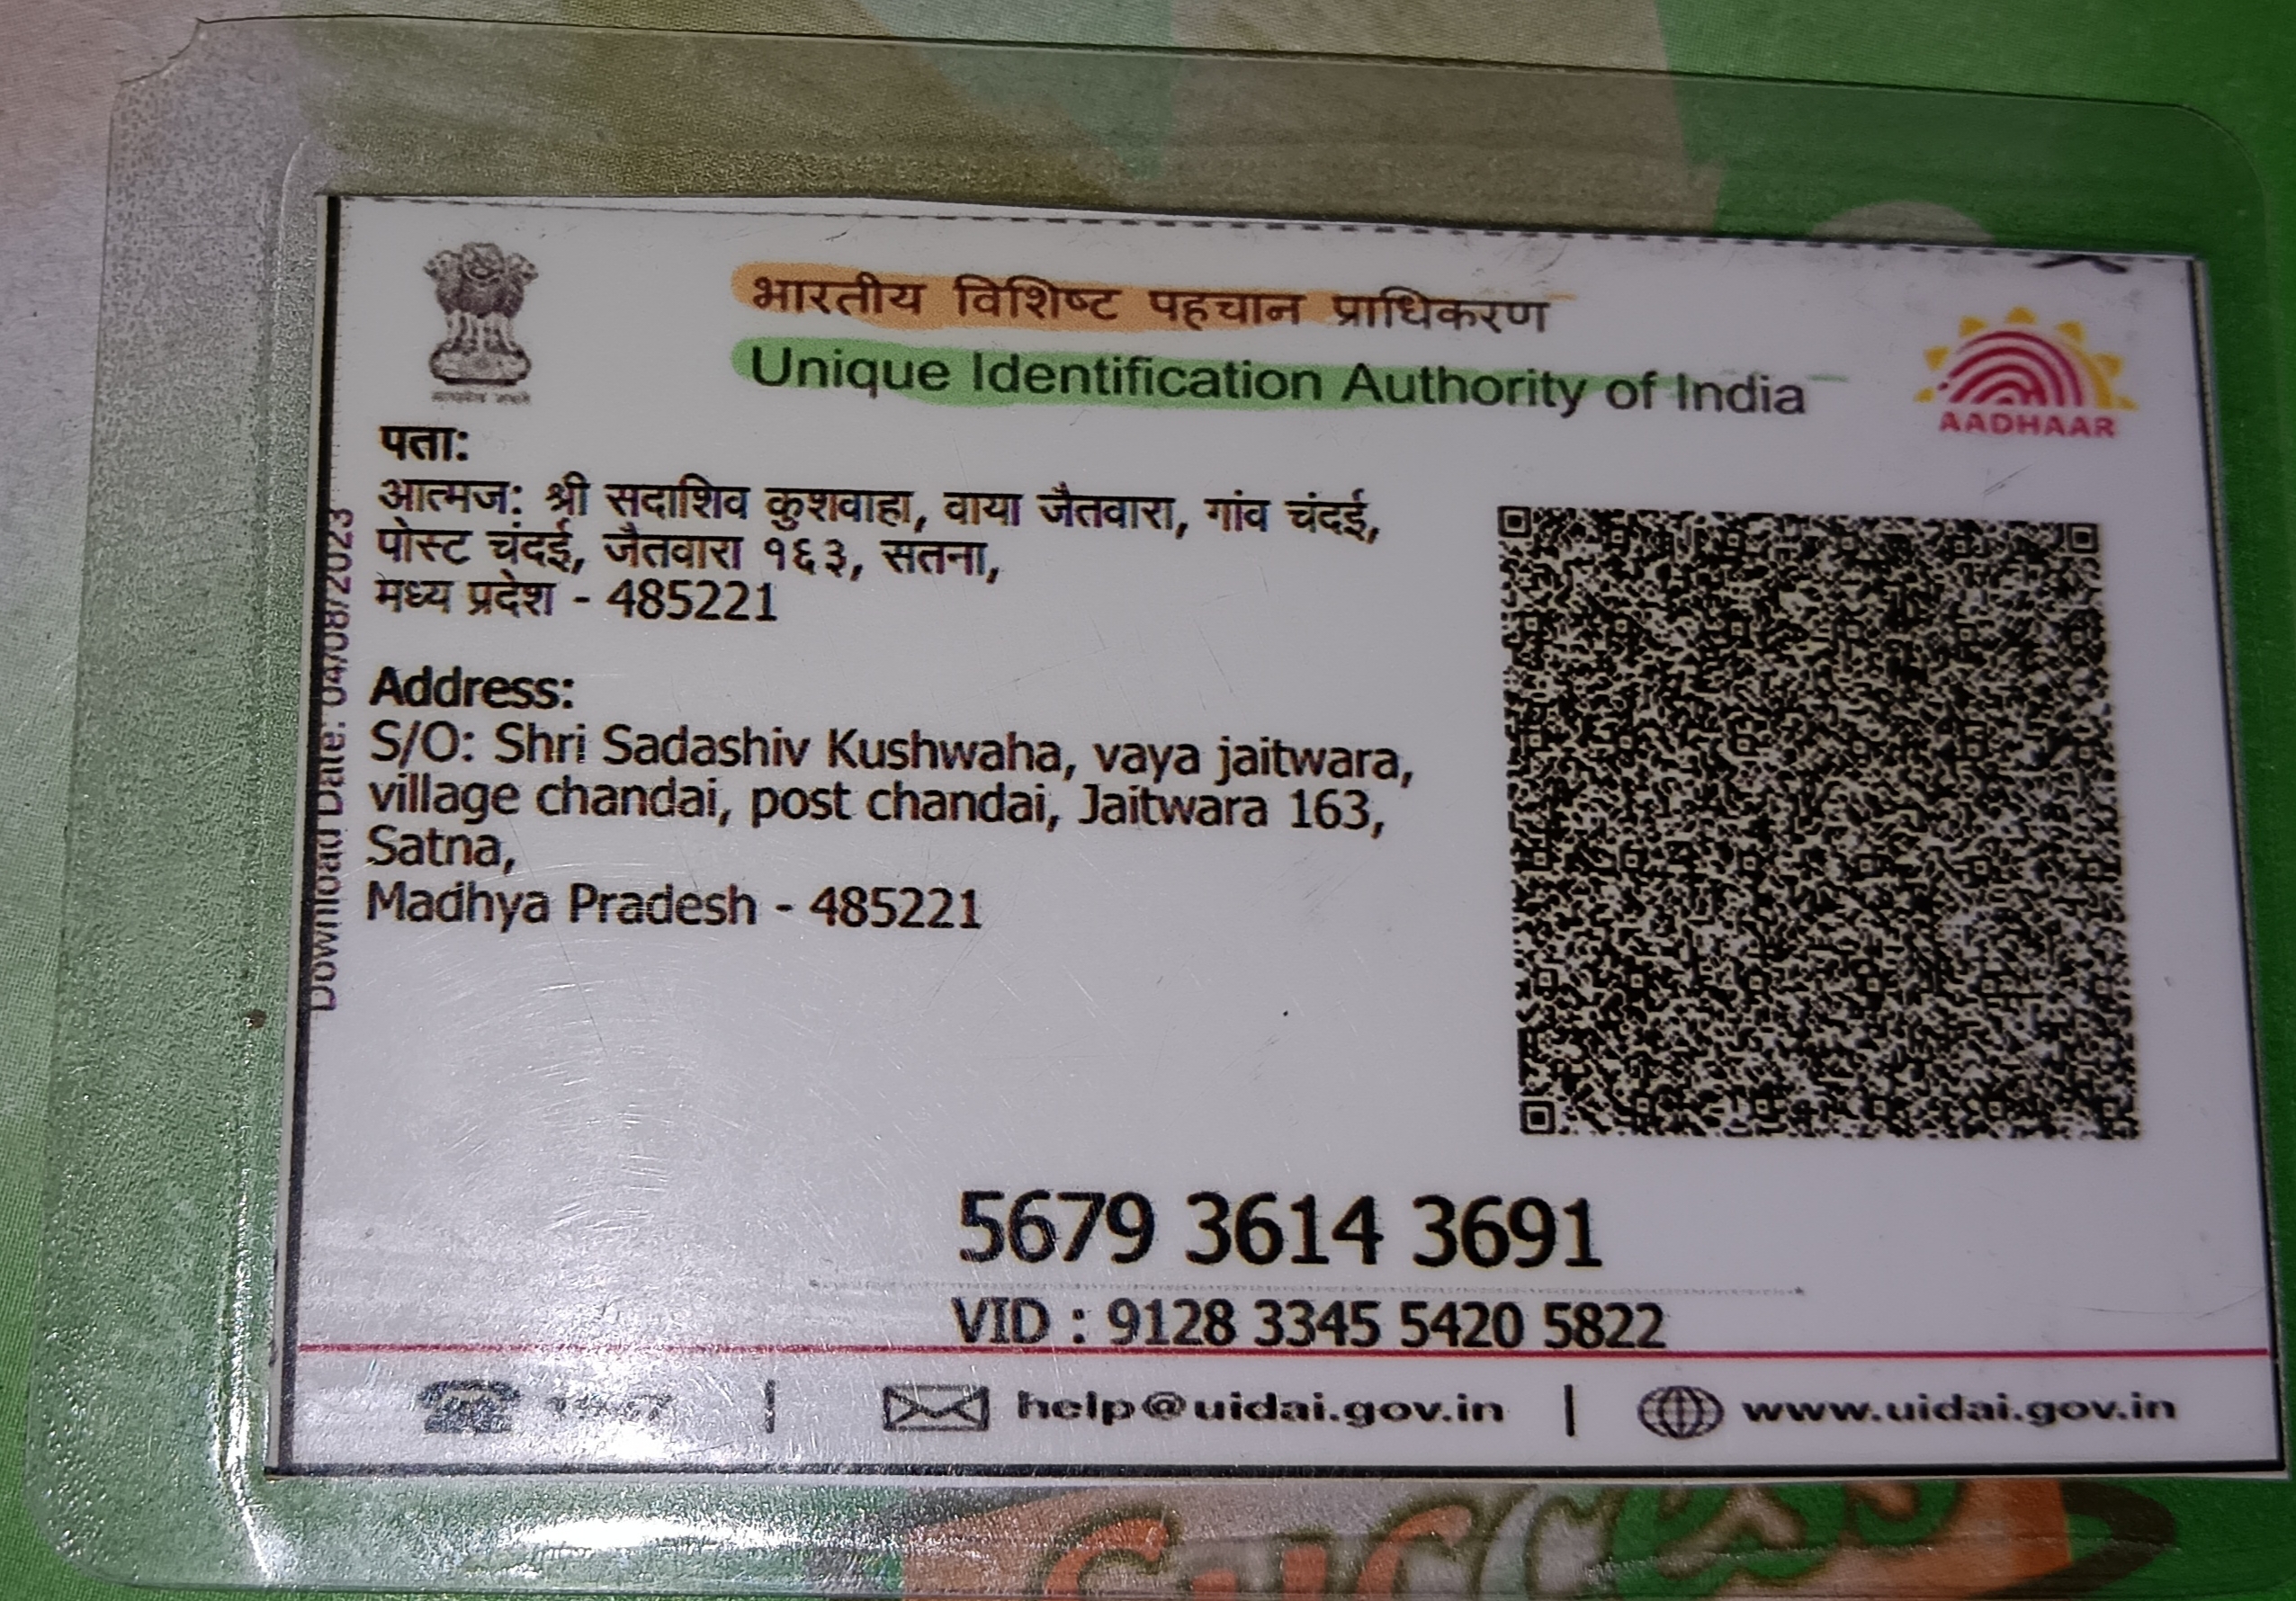 भारतीय विशिष्ट पहचान प्राधिकरण
Unique Identification Authority of India
AADHAAR
पता:
आत्मज: श्री सदाशिव कुशवाहा, वाया जैतवारा, गांव चंदई,
पोस्ट चंदई, जैतवारा १६३, सतना,
मध्य प्रदेश - 485221
Address:
S/O: Shri Sadashiv Kushwaha, vaya jaitwara,
village chandai, post chandai, Jaitwara 163,
Satna,
Madhya Pradesh - 485221
Download Date: 04/08/2023
5679 3614 3691
VID : 9128 3345 5420 5822
1947 | help@uidai.gov.in | www.uidai.gov.in